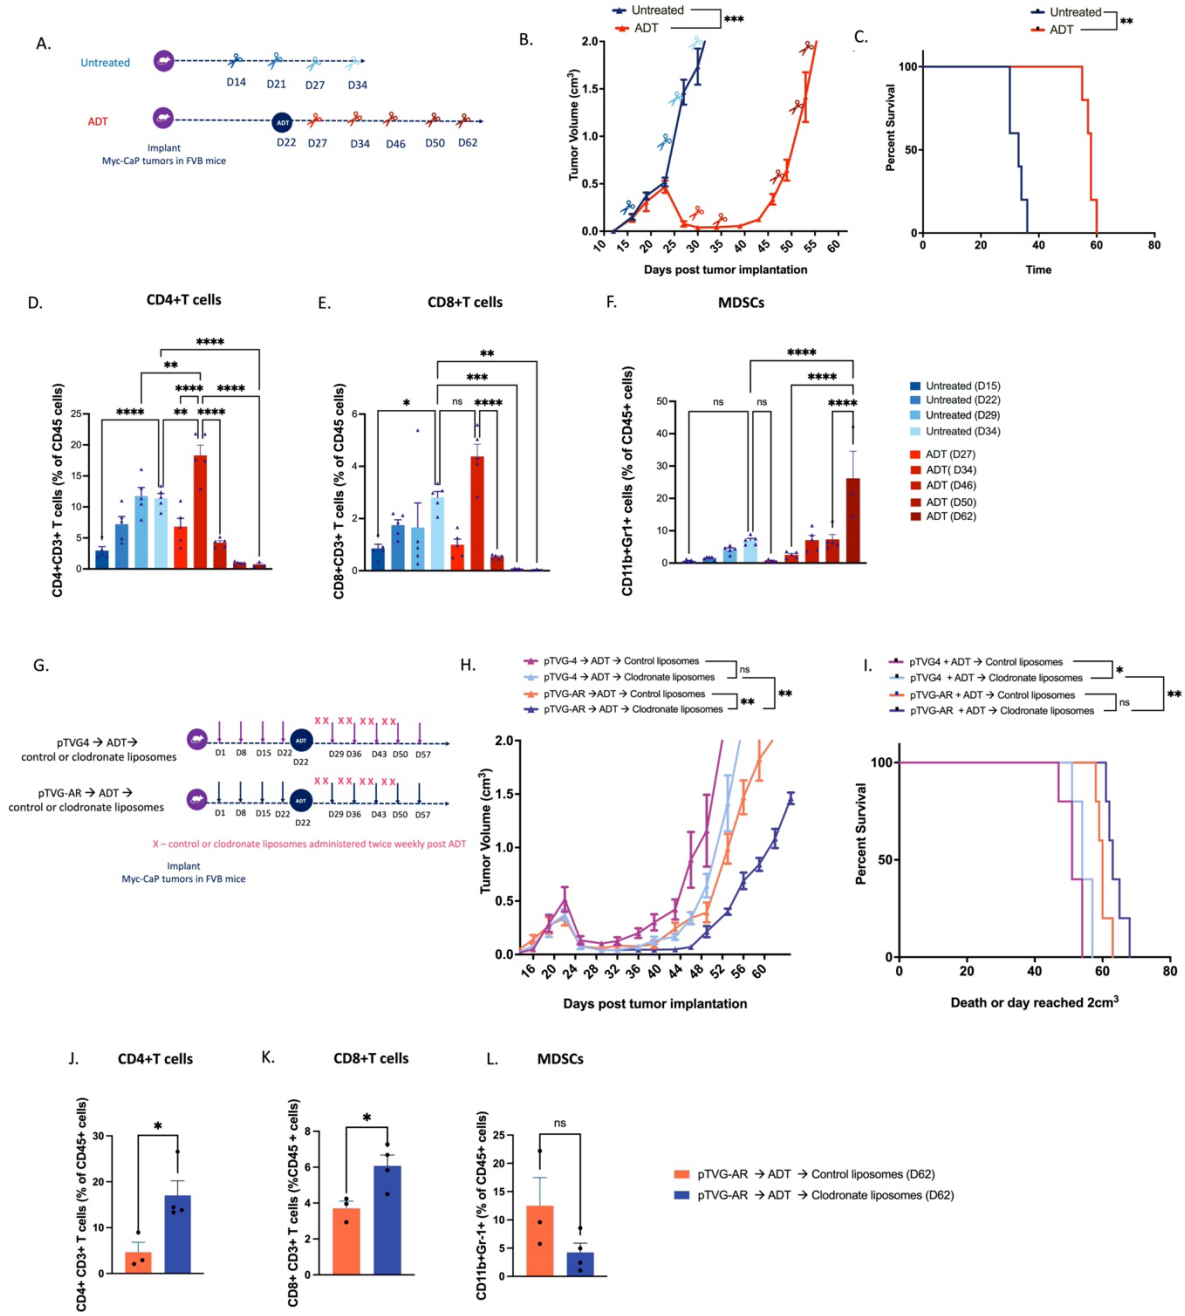 A.
Untreated
D14
D21
D27
D34
ADT
ADT
D22
D27
D34
D46
D50
D62
Implant
Myc-CaP tumors in FVB mice
B.
Untreated
ADT
***
Tumor Volume (cm³)
2.0
1.5
1.0
0.5
0.0
10
15
20
25
30
35
40
45
50
55
60
Days post tumor implantation
C.
Untreated
ADT
**
Percent Survival
100
50
0
0
20
40
60
80
Time
D.
CD4+T cells
****
**
**** ****
**** ** ****
CD4+CD3+ T cells (% of CD45 cells)
25
20
15
10
5
0
E.
CD8+T cells
**
***
* ns ****
CD8+CD3+ T cells (% of CD45 cells)
6
4
2
0
F.
MDSCs
****
****
ns ns ****
CD11b+Gr1+ cells (% of CD45+ cells)
50
40
30
20
10
0
Untreated (D15)
Untreated (D22)
Untreated (D29)
Untreated (D34)
ADT (D27)
ADT( D34)
ADT (D46)
ADT (D50)
ADT (D62)
G.
pTVG4 → ADT→
control or clodronate liposomes
X X X X X X X X
ADT
D1
D8
D15
D22
D22
D29
D36
D43
D50
D57
pTVG-AR → ADT →
control or clodronate liposomes
X X X X X X X X
ADT
D1
D8
D15
D22
D22
D29
D36
D43
D50
D57
X – control or clodronate liposomes administered twice weekly post ADT
Implant
Myc-CaP tumors in FVB mice
H.
pTVG-4 → ADT → Control liposomes
pTVG-4 → ADT → Clodronate liposomes
pTVG-AR →ADT → Control liposomes
pTVG-AR → ADT → Clodronate liposomes
ns
**
**
Tumor Volume (cm³)
2.0
1.5
1.0
0.5
0.0
16
20
24
28
32
36
40
44
48
52
56
60
Days post tumor implantation
I.
pTVG4 + ADT → Control liposomes
pTVG4 + ADT → Clodronate liposomes
pTVG-AR + ADT → Control liposomes
pTVG-AR + ADT → Clodronate liposomes
*
ns
**
Percent Survival
100
50
0
0
20
40
60
80
Death or day reached 2cm³
J.
CD4+T cells
*
CD4+ CD3+ T cells (% of CD45+ cells)
30
20
10
0
K.
CD8+T cells
*
CD8+ CD3+ T cells (%CD45 + cells)
8
6
4
2
0
L.
MDSCs
ns
CD11b+Gr-1+ (% of CD45+ cells)
25
20
15
10
5
0
pTVG-AR → ADT → Control liposomes (D62)
pTVG-AR → ADT → Clodronate liposomes (D62)